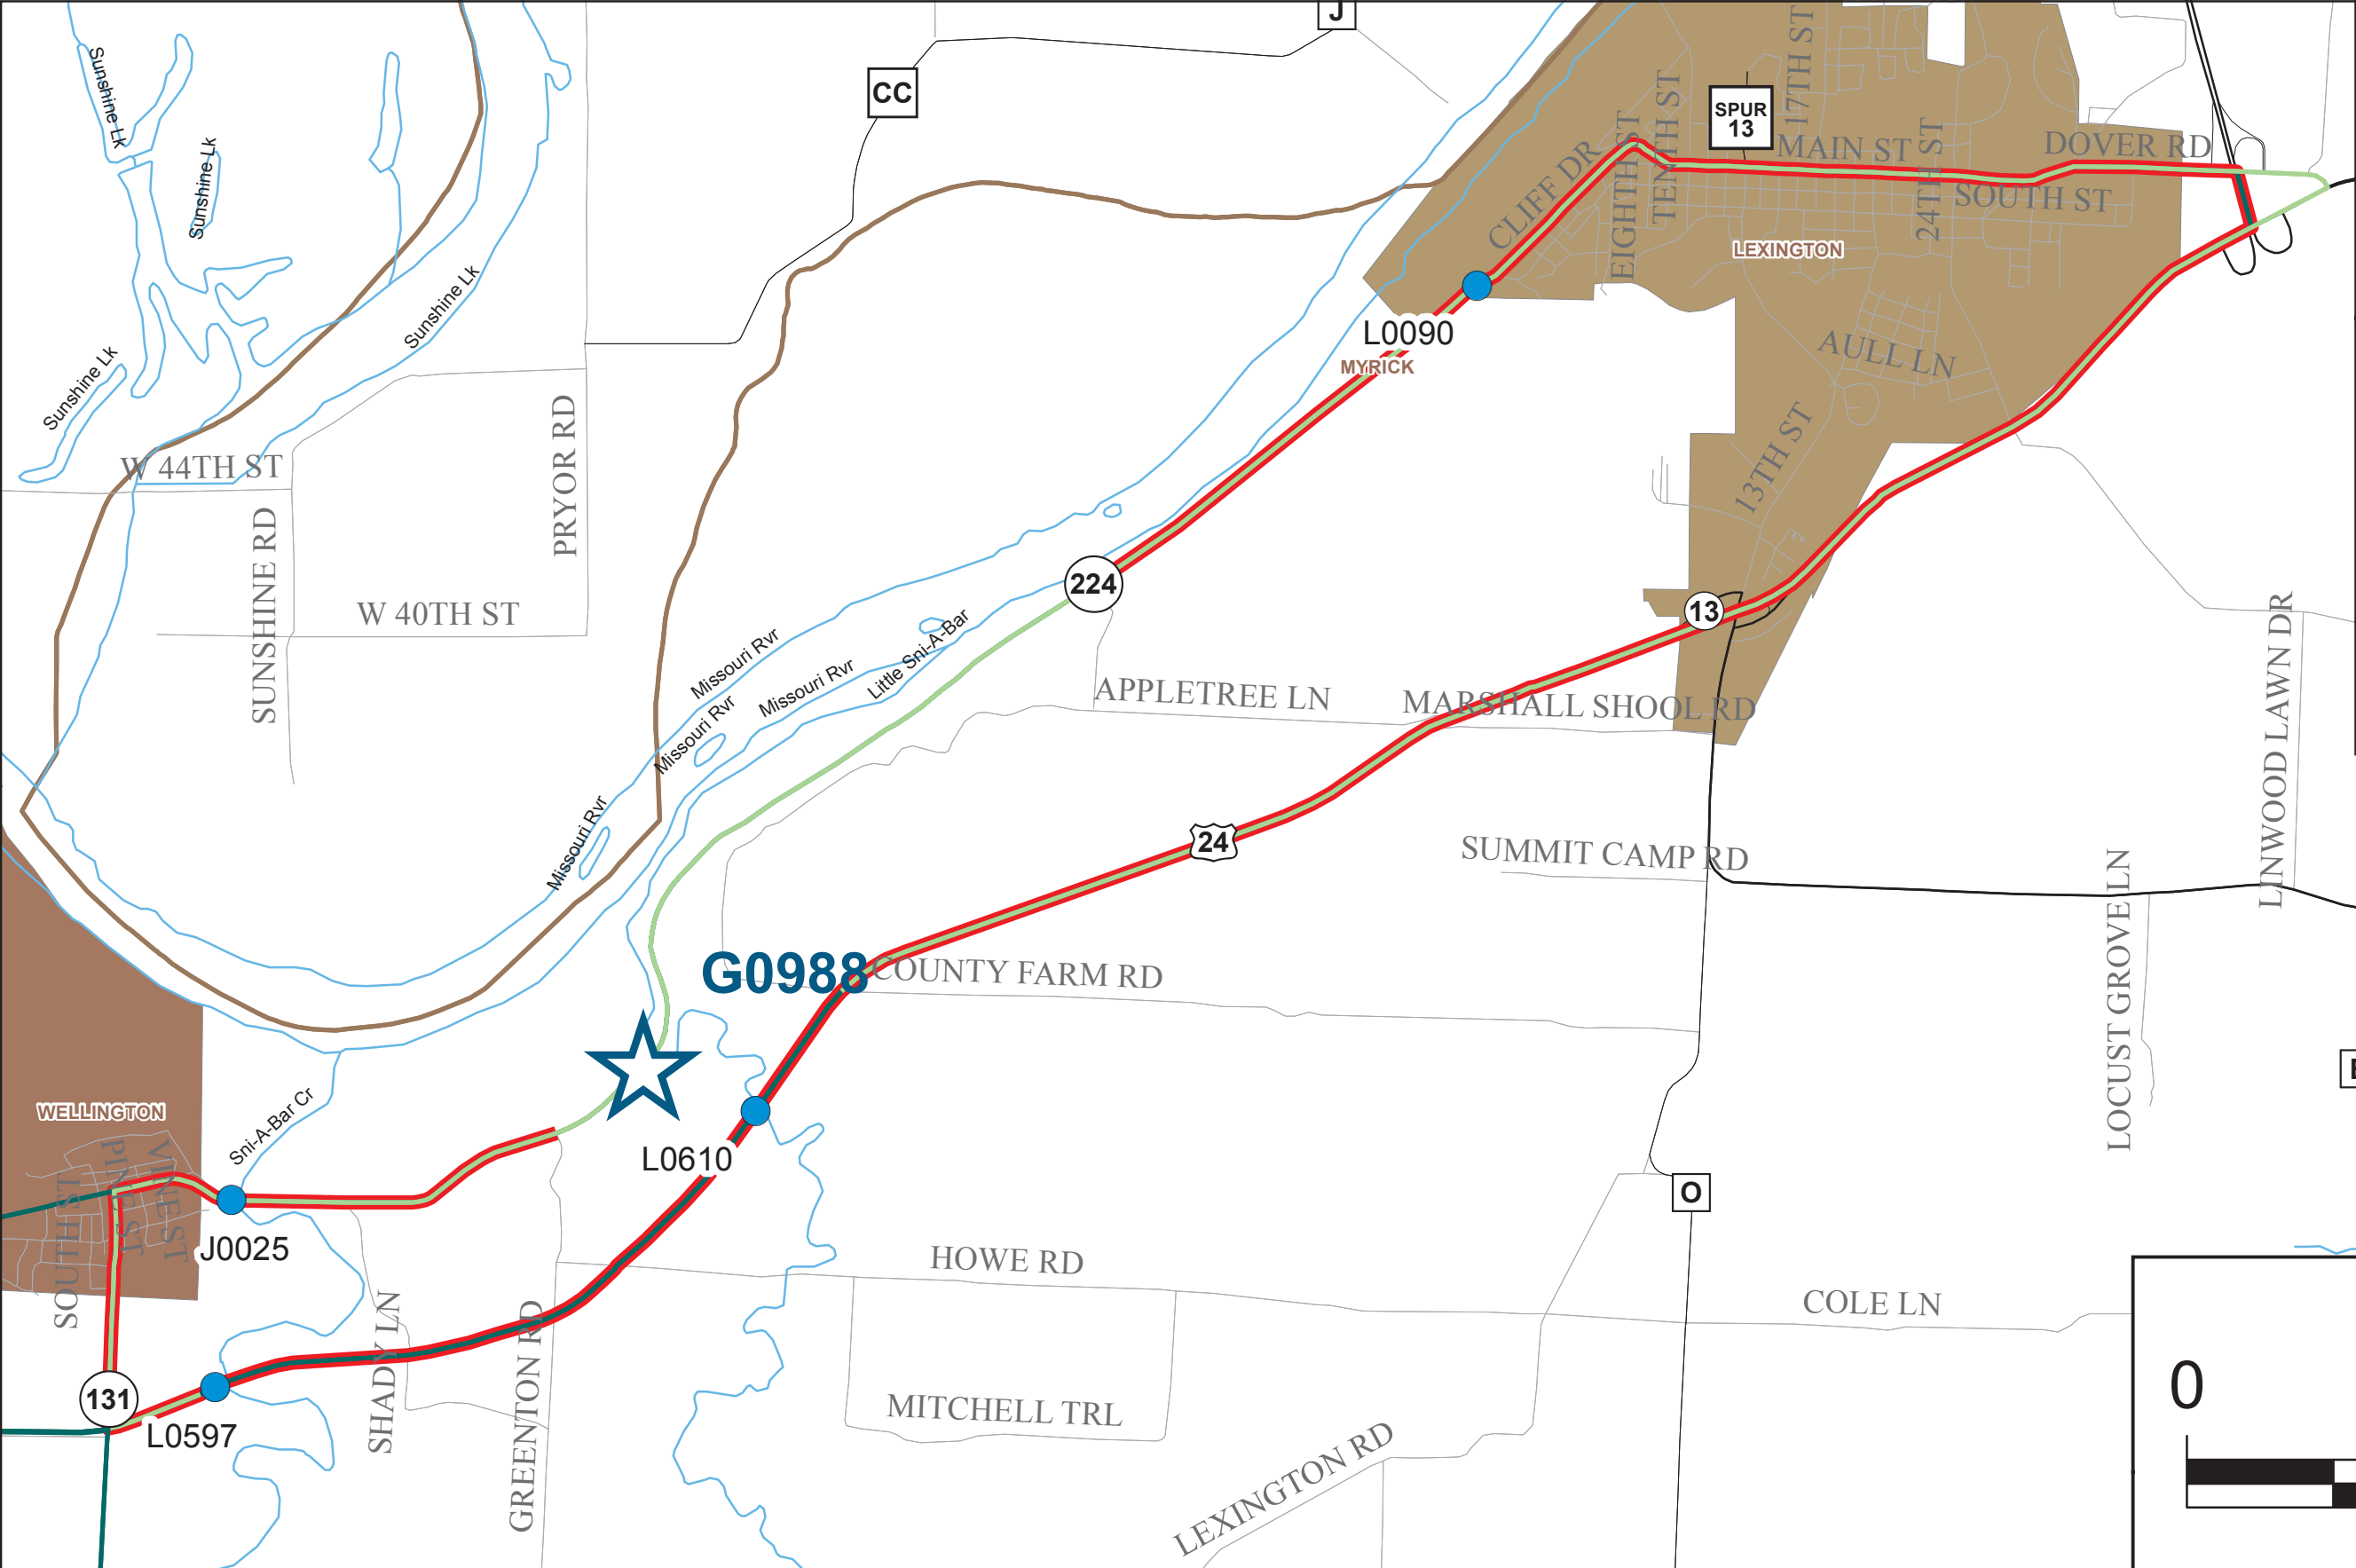 J
CC
Sunshine Lk
Sunshine Lk
Sunshine Lk
Sunshine Lk
SPUR
13
17TH ST
TENTH ST
EIGHTH ST
CLIFF DR
MAIN ST
24TH ST
DOVER RD
SOUTH ST
LEXINGTON
L0090
MYRICK
AULL LN
13TH ST
W 44TH ST
PRYOR RD
SUNSHINE RD
W 40TH ST
224
13
Missouri Rvr
Missouri Rvr
Missouri Rvr
Missouri Rvr
Little Sni-A-Bar
APPLETREE LN
MARSHALL SHOOL RD
LINWOOD LAWN DR
24
SUMMIT CAMP RD
LOCUST GROVE LN
G0988
COUNTY FARM RD
WELLINGTON
Sni-A-Bar Cr
L0610
PINE ST
VINE ST
SOUTH ST
J0025
O
HOWE RD
COLE LN
SHADY LN
GREENTON RD
131
L0597
MITCHELL TRL
LEXINGTON RD
0